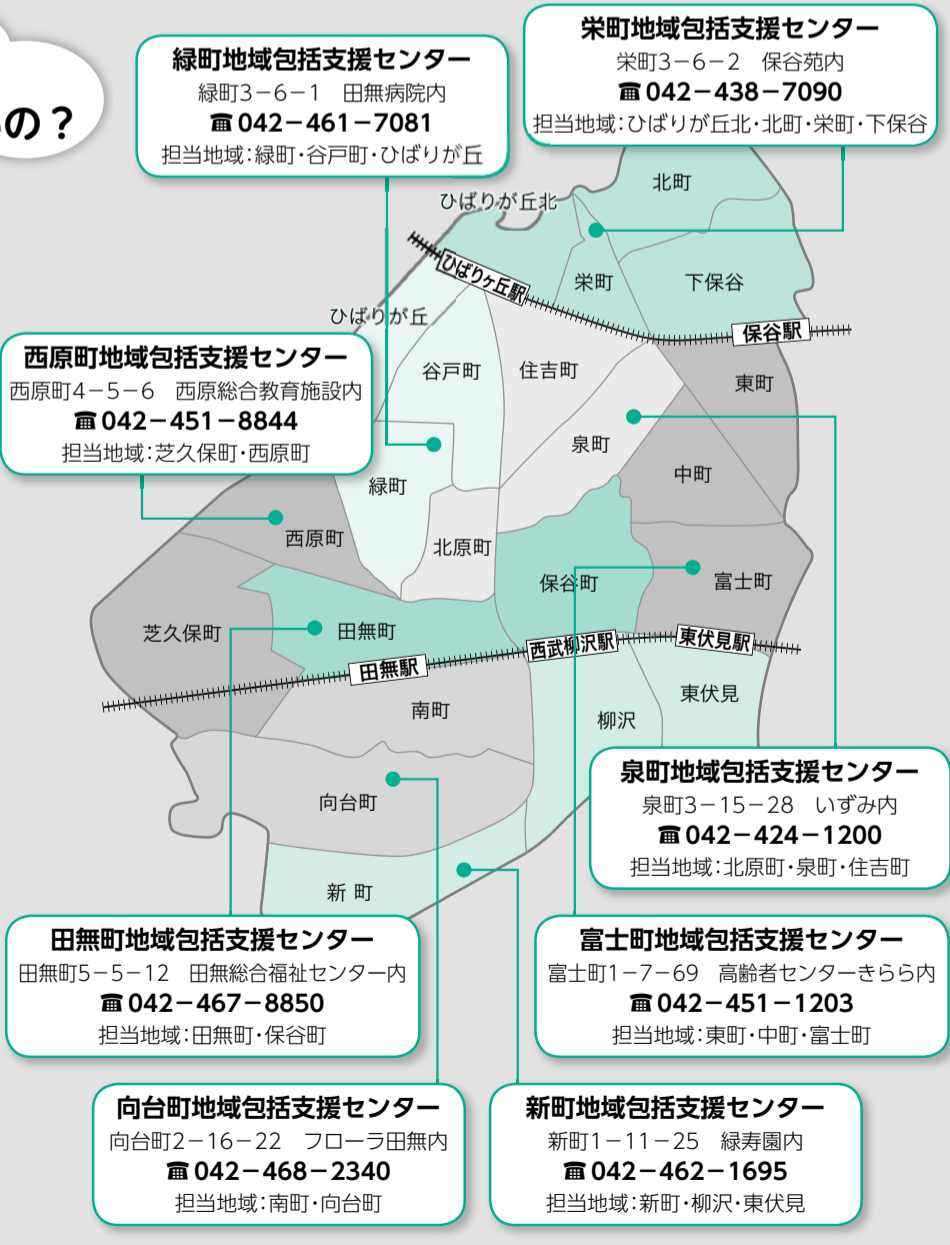 の？
栄町地域包括支援センター
栄町3－6－2　保谷苑内
☎042－438－7090
担当地域：ひばりが丘北・北町・栄町・下保谷
緑町地域包括支援センター
緑町3－6－1　田無病院内
☎042－461－7081
担当地域：緑町・谷戸町・ひばりが丘
北町
ひばりが丘北
ひばりヶ丘駅
栄町
下保谷
ひばりが丘
保谷駅
西原町地域包括支援センター
西原町4－5－6　西原総合教育施設内
☎042－451－8844
担当地域：芝久保町・西原町
谷戸町
住吉町
東町
泉町
中町
緑町
西原町
北原町
保谷町
富士町
芝久保町
田無町
田無駅
西武柳沢駅
東伏見駅
南町
柳沢
東伏見
向台町
新町
泉町地域包括支援センター
泉町3－15－28　いずみ内
☎042－424－1200
担当地域：北原町・泉町・住吉町
田無町地域包括支援センター
田無町5－5－12　田無総合福祉センター内
☎042－467－8850
担当地域：田無町・保谷町
富士町地域包括支援センター
富士町1－7－69　高齢者センターきらら内
☎042－451－1203
担当地域：東町・中町・富士町
向台町地域包括支援センター
向台町2－16－22　フローラ田無内
☎042－468－2340
担当地域：南町・向台町
新町地域包括支援センター
新町1－11－25　緑寿園内
☎042－462－1695
担当地域：新町・柳沢・東伏見